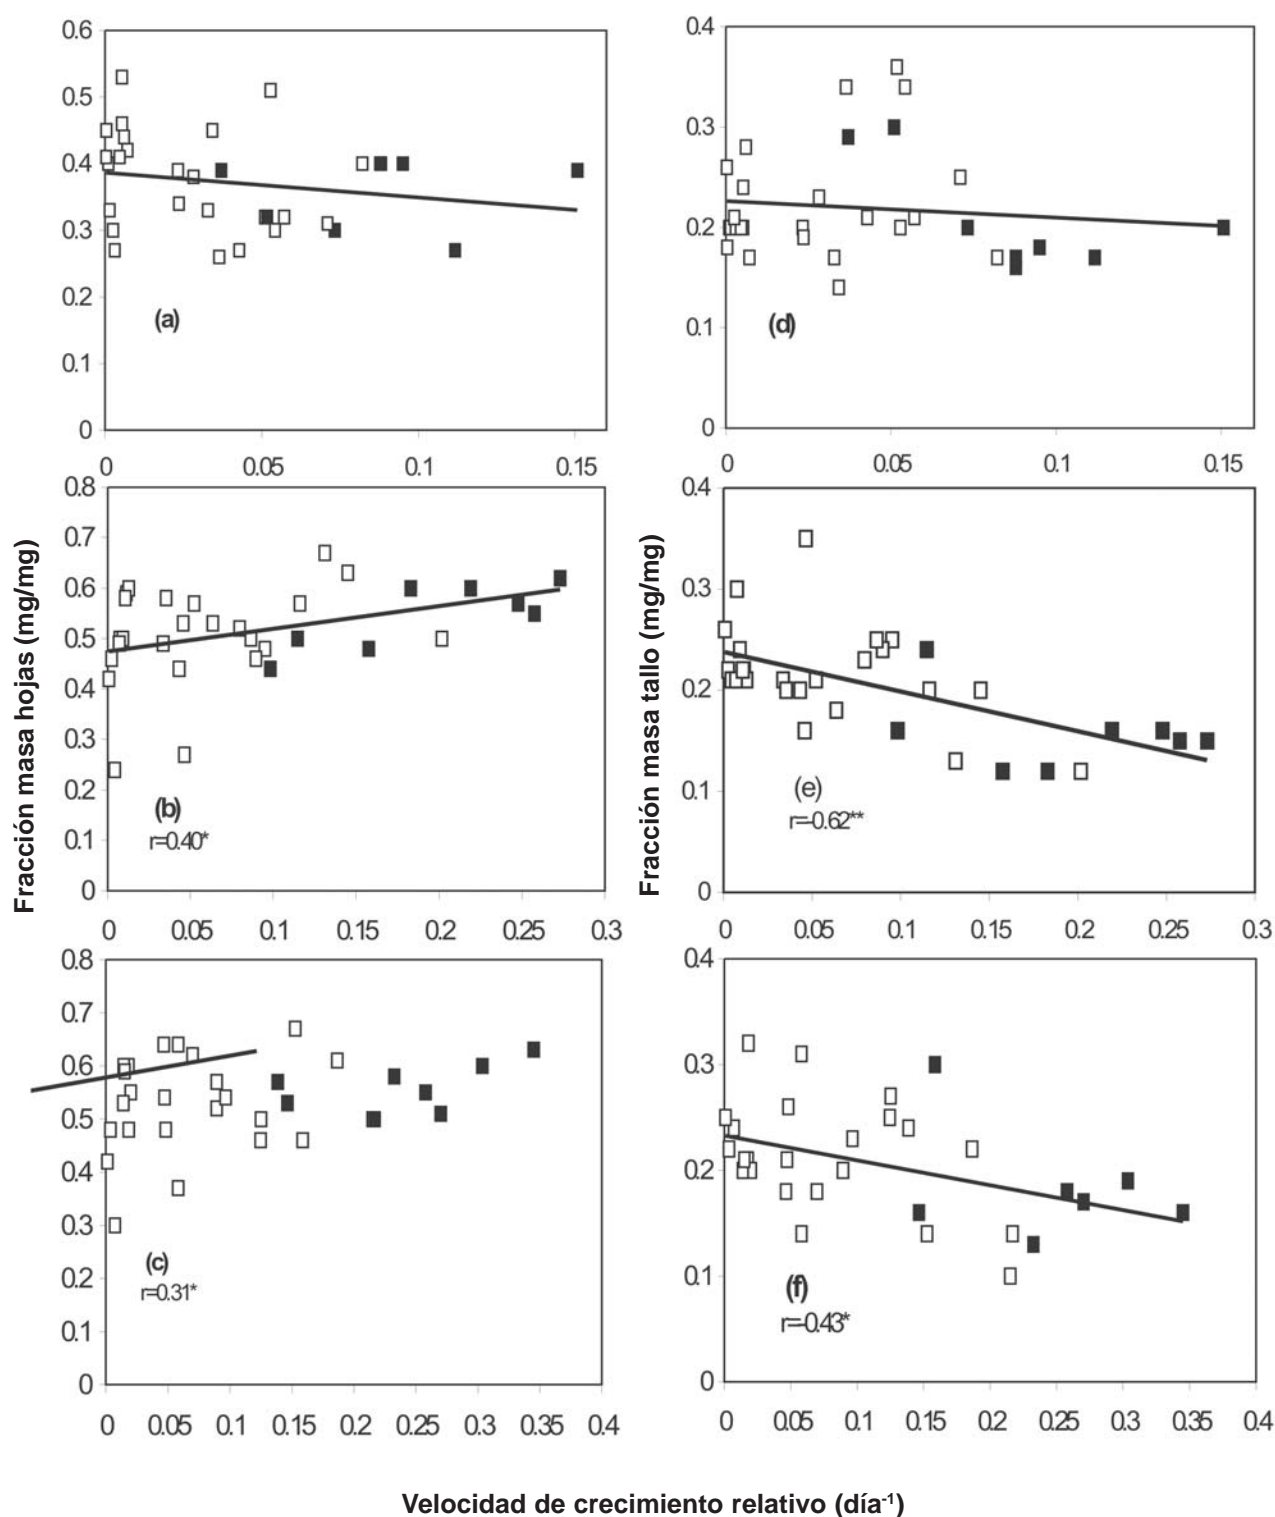 0.6
0.5
0.4
0.3
0.2
0.1
0
(a)
0 0.05 0.1 0.15
0.4
0.3
0.2
0.1
0
(d)
0 0.05 0.1 0.15
Fracción masa hojas (mg/mg)
0.8
0.7
0.6
0.5
0.4
0.3
0.2
0.1
0
(b)
r=0.40*
0 0.05 0.1 0.15 0.2 0.25 0.3
Fracción masa tallo (mg/mg)
0.4
0.3
0.2
0.1
0
(e)
r=-0.62**
0 0.05 0.1 0.15 0.2 0.25 0.3
0.8
0.7
0.6
0.5
0.4
0.3
0.2
0.1
0
(c)
r=0.31*
0 0.05 0.1 0.15 0.2 0.25 0.3 0.35 0.4
0.4
0.3
0.2
0.1
0
(f)
r=-0.43*
0 0.05 0.1 0.15 0.2 0.25 0.3 0.35 0.4
Velocidad de crecimiento relativo (día⁻¹)